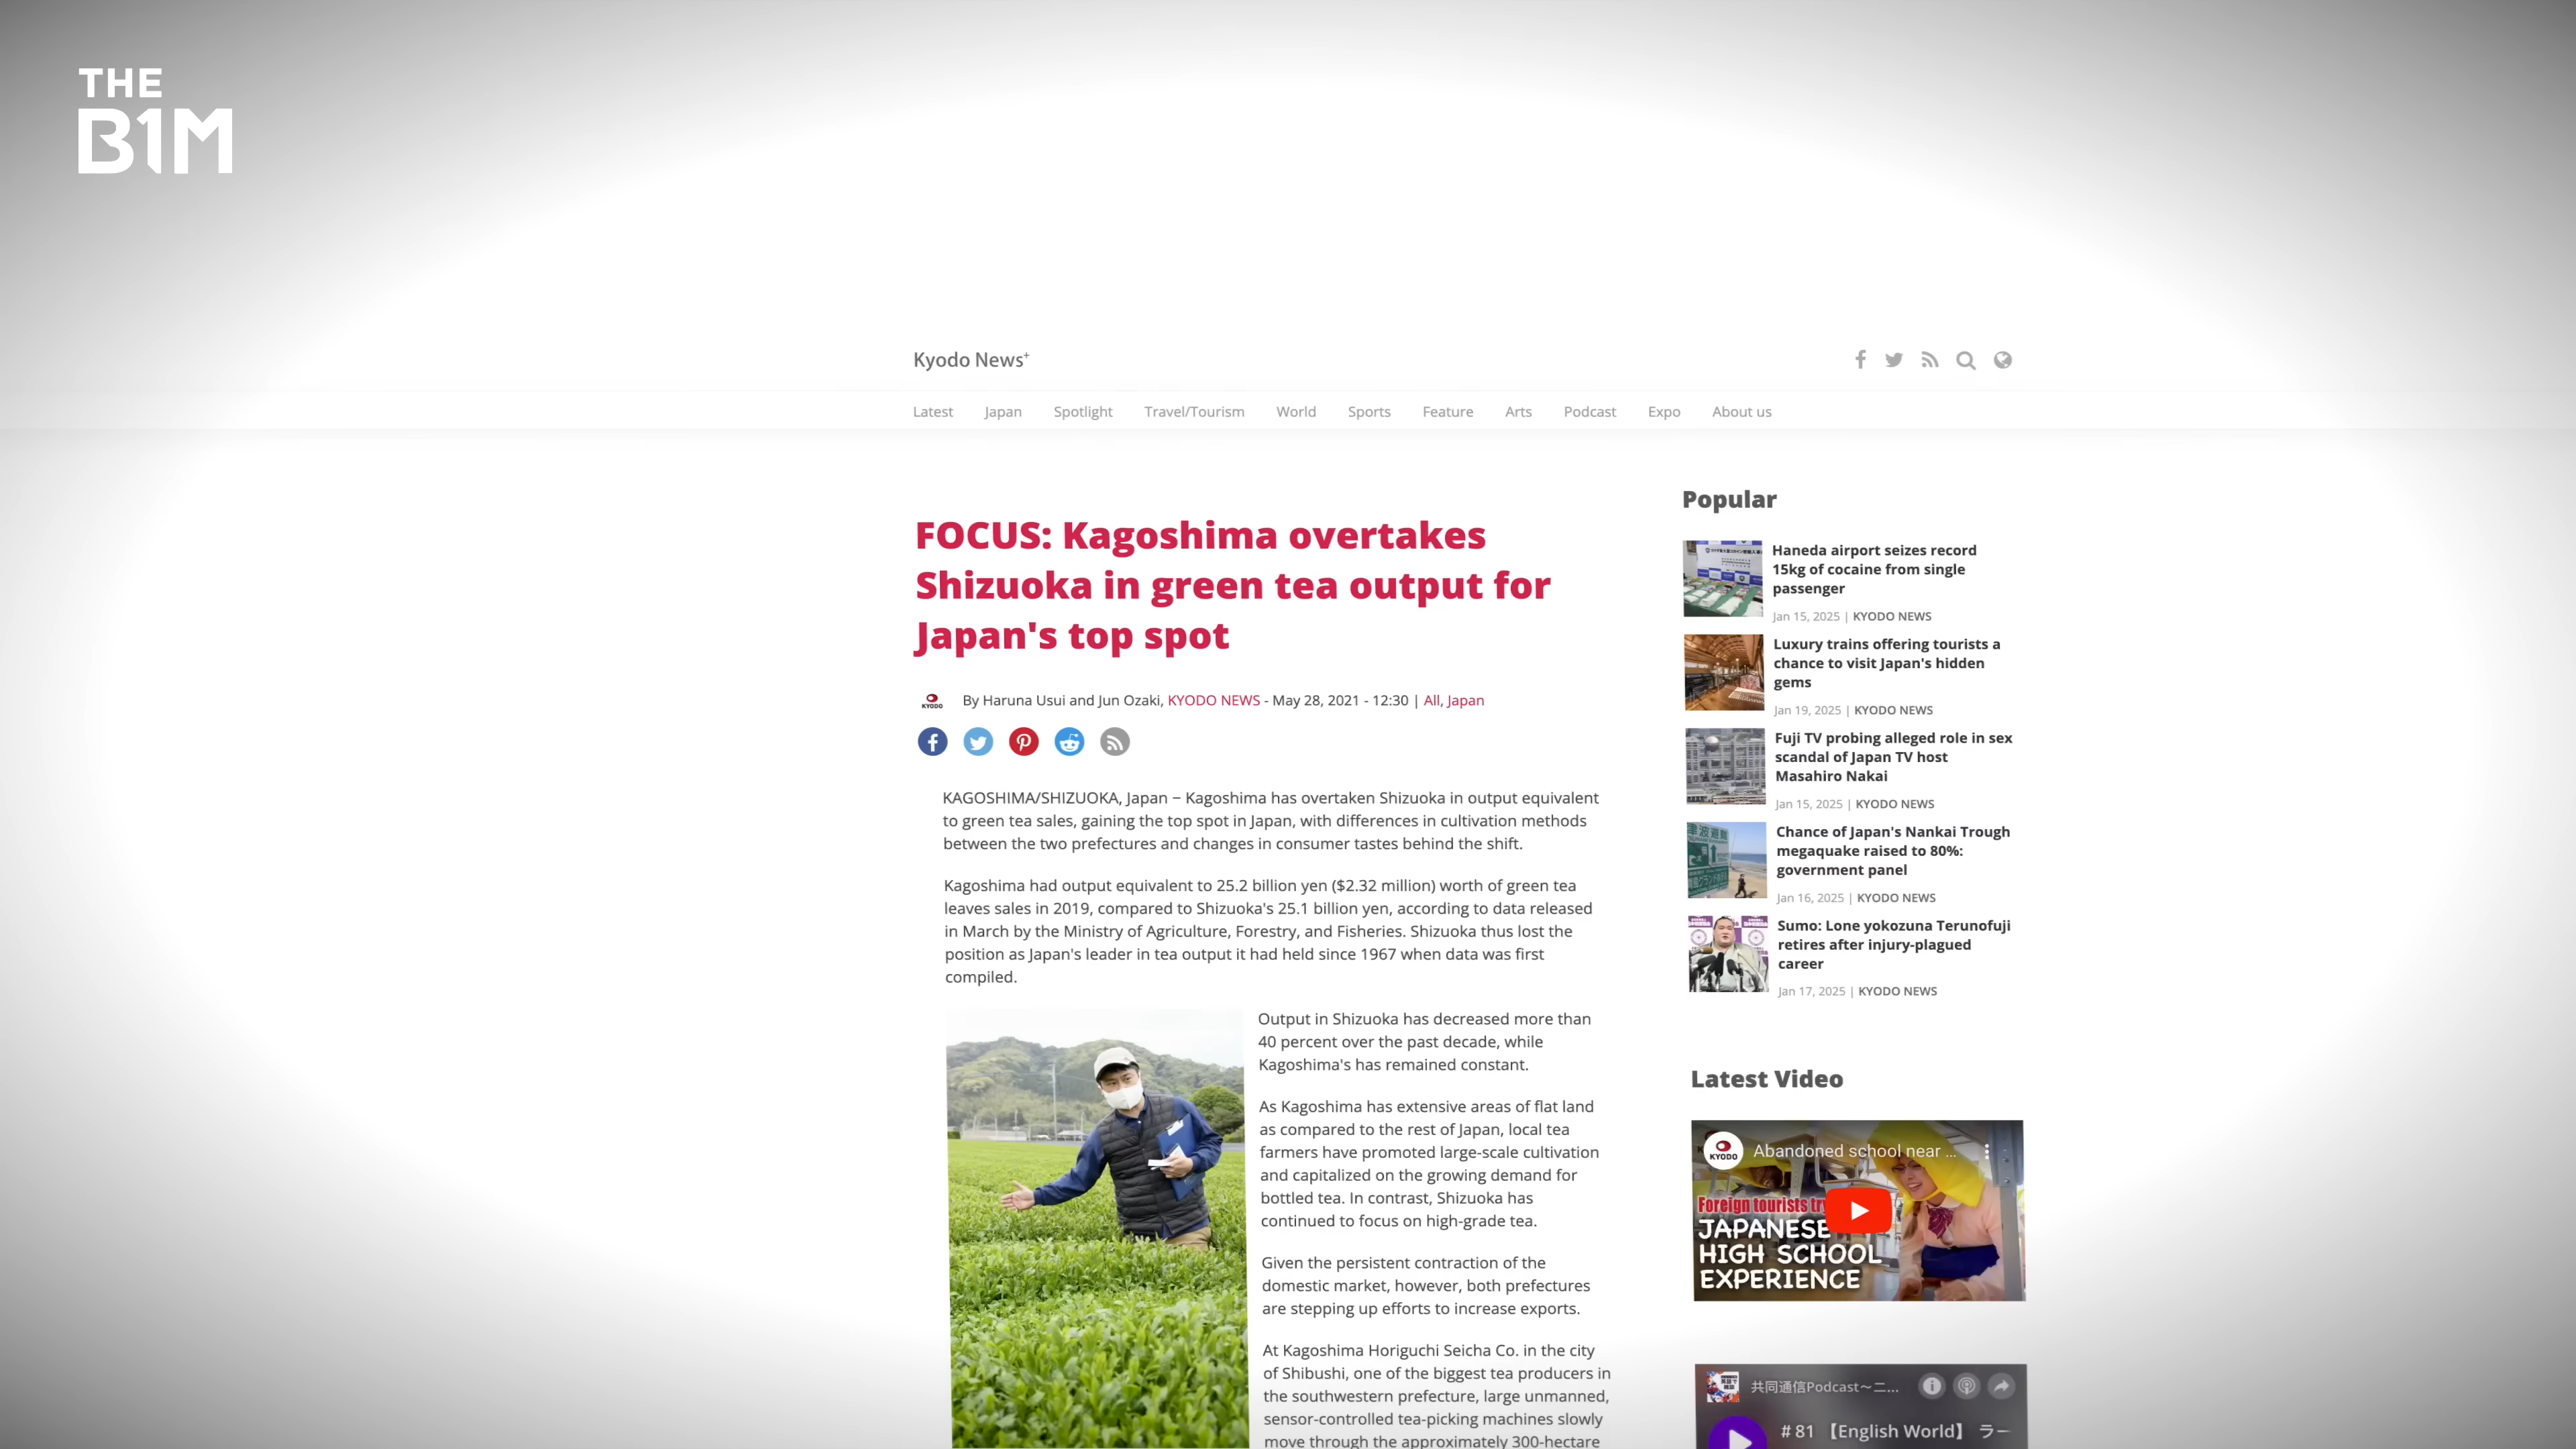 THE
B1M
Kyodo News+
Latest Japan Spotlight Travel/Tourism World Sports Feature Arts Podcast Expo About us
FOCUS: Kagoshima overtakes
Shizuoka in green tea output for
Japan's top spot
KYODO
By Haruna Usui and Jun Ozaki, KYODO NEWS - May 28, 2021 - 12:30 | All, Japan
KAGOSHIMA/SHIZUOKA, Japan – Kagoshima has overtaken Shizuoka in output equivalent
to green tea sales, gaining the top spot in Japan, with differences in cultivation methods
between the two prefectures and changes in consumer tastes behind the shift.
Kagoshima had output equivalent to 25.2 billion yen ($2.32 million) worth of green tea
leaves sales in 2019, compared to Shizuoka's 25.1 billion yen, according to data released
in March by the Ministry of Agriculture, Forestry, and Fisheries. Shizuoka thus lost the
position as Japan's leader in tea output it had held since 1967 when data was first
compiled.
Output in Shizuoka has decreased more than
40 percent over the past decade, while
Kagoshima's has remained constant.
As Kagoshima has extensive areas of flat land
as compared to the rest of Japan, local tea
farmers have promoted large-scale cultivation
and capitalized on the growing demand for
bottled tea. In contrast, Shizuoka has
continued to focus on high-grade tea.
Given the persistent contraction of the
domestic market, however, both prefectures
are stepping up efforts to increase exports.
At Kagoshima Horiguchi Seicha Co. in the city
of Shibushi, one of the biggest tea producers in
the southwestern prefecture, large unmanned,
sensor-controlled tea-picking machines slowly
move through the approximately 300-hectare
Popular
Haneda airport seizes record
15kg of cocaine from single
passenger
Jan 15, 2025 | KYODO NEWS
Luxury trains offering tourists a
chance to visit Japan's hidden
gems
Jan 19, 2025 | KYODO NEWS
Fuji TV probing alleged role in sex
scandal of Japan TV host
Masahiro Nakai
Jan 15, 2025 | KYODO NEWS
Chance of Japan's Nankai Trough
megaquake raised to 80%:
government panel
Jan 16, 2025 | KYODO NEWS
Sumo: Lone yokozuna Terunofuji
retires after injury-plagued
career
Jan 17, 2025 | KYODO NEWS
Latest Video
KYODO
Abandoned school near ...
Foreign tourists tr
JAPANESE
HIGH SCHOOL
EXPERIENCE
共同通信Podcast～ニ...
#81 【English World】 ラー